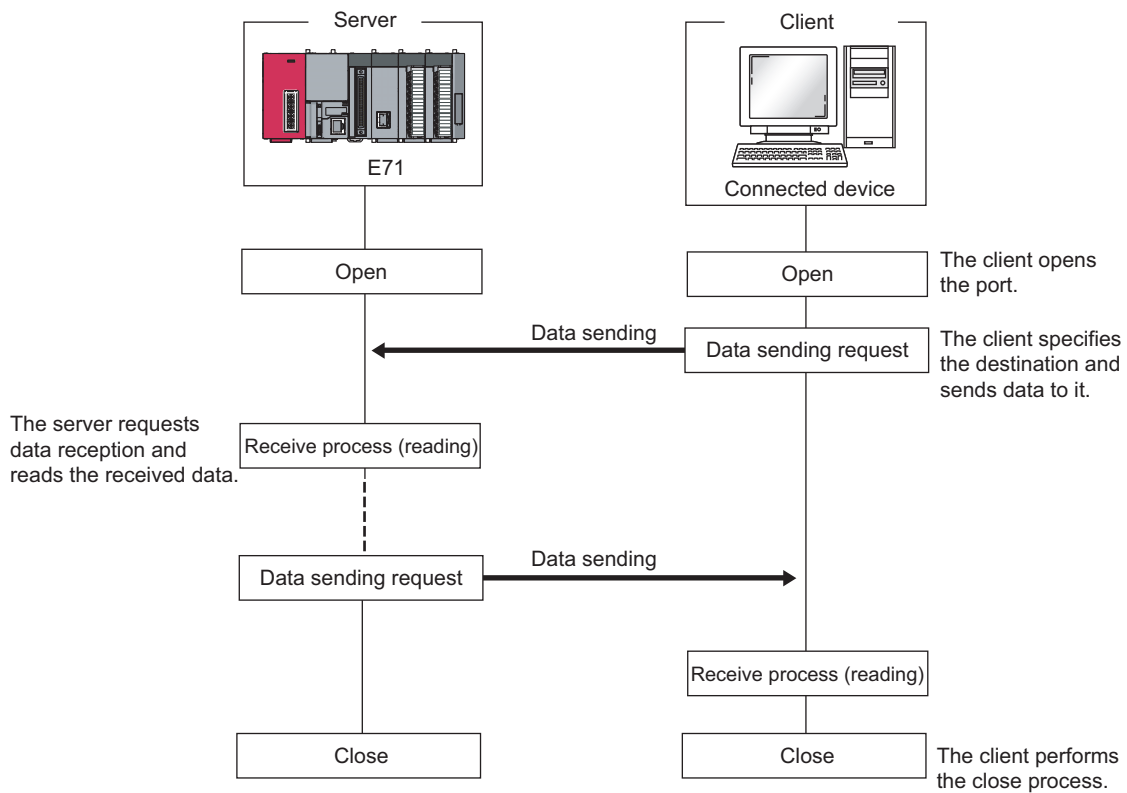 Server
Client
E71
Connected device
Open
Open
The client opens
the port.
Data sending
Data sending request
The client specifies
the destination and
sends data to it.
The server requests
data reception and
reads the received data.
Receive process (reading)
Data sending request
Data sending
Receive process (reading)
Close
Close
The client performs
the close process.